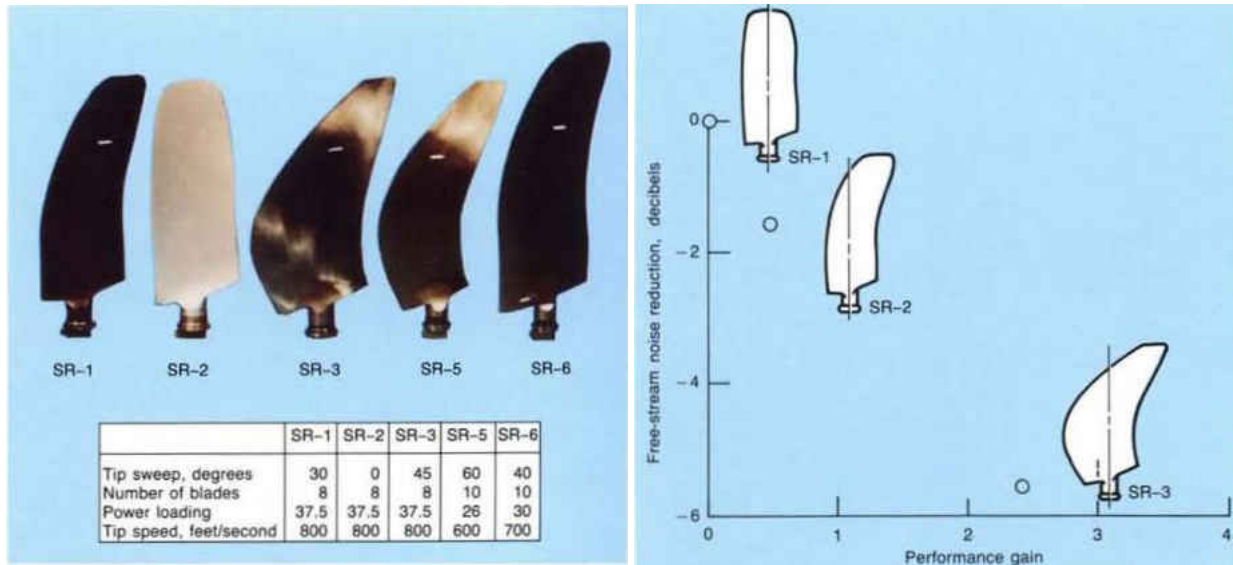 SR-1 SR-2 SR-3 SR-5 SR-6
SR-1 SR-2 SR-3 SR-5 SR-6
Tip sweep, degrees 30 0 45 60 40
Number of blades 8 8 8 10 10
Power loading 37.5 37.5 37.5 26 30
Tip speed, feet/second 800 800 800 600 700
Free-stream noise reduction, decibels
0
-2
-4
-6
SR-1
SR-2
SR-3
0 1 2 3 4
Performance gain